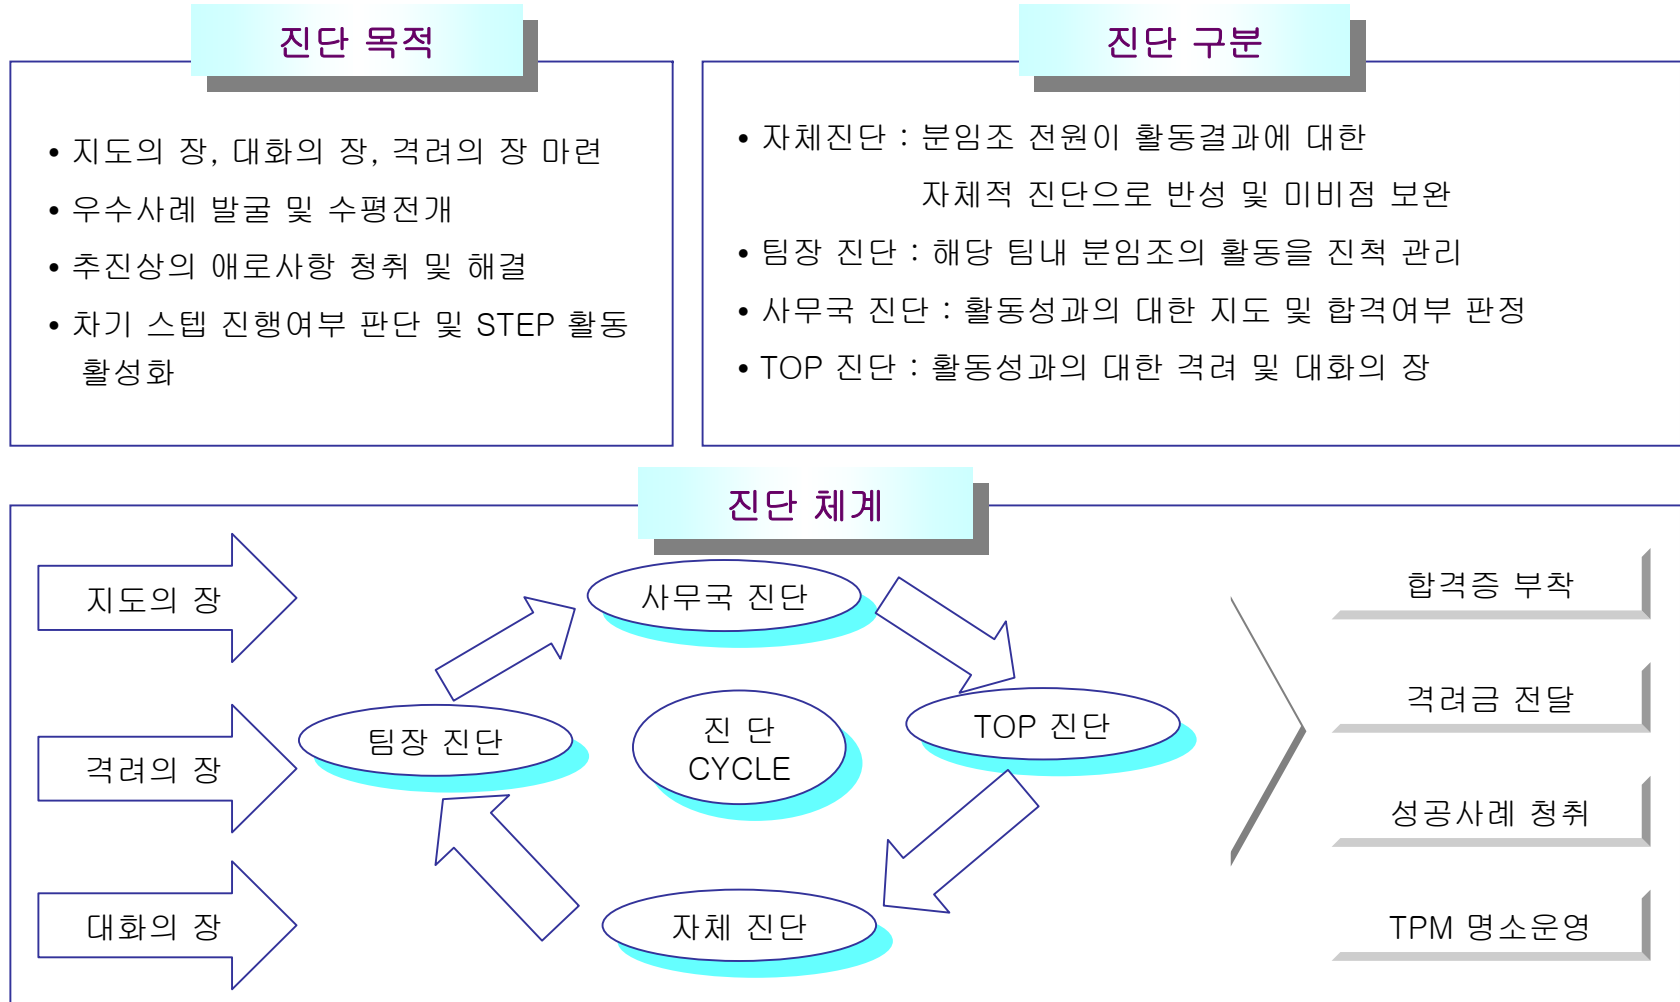 진단 목적
• 지도의 장, 대화의 장, 격려의 장 마련
• 우수사례 발굴 및 수평전개
• 추진상의 애로사항 청취 및 해결
• 차기 스텝 진행여부 판단 및 STEP 활동
활성화
진단 구분
• 자체진단 : 분임조 전원이 활동결과에 대한
자체적 진단으로 반성 및 미비점 보완
• 팀장 진단 : 해당 팀내 분임조의 활동을 진척 관리
• 사무국 진단 : 활동성과의 대한 지도 및 합격여부 판정
• TOP 진단 : 활동성과의 대한 격려 및 대화의 장
진단 체계
지도의 장
격려의 장
대화의 장
사무국 진단
팀장 진단
진 단
CYCLE
TOP 진단
자체 진단
합격증 부착
격려금 전달
성공사례 청취
TPM 명소운영